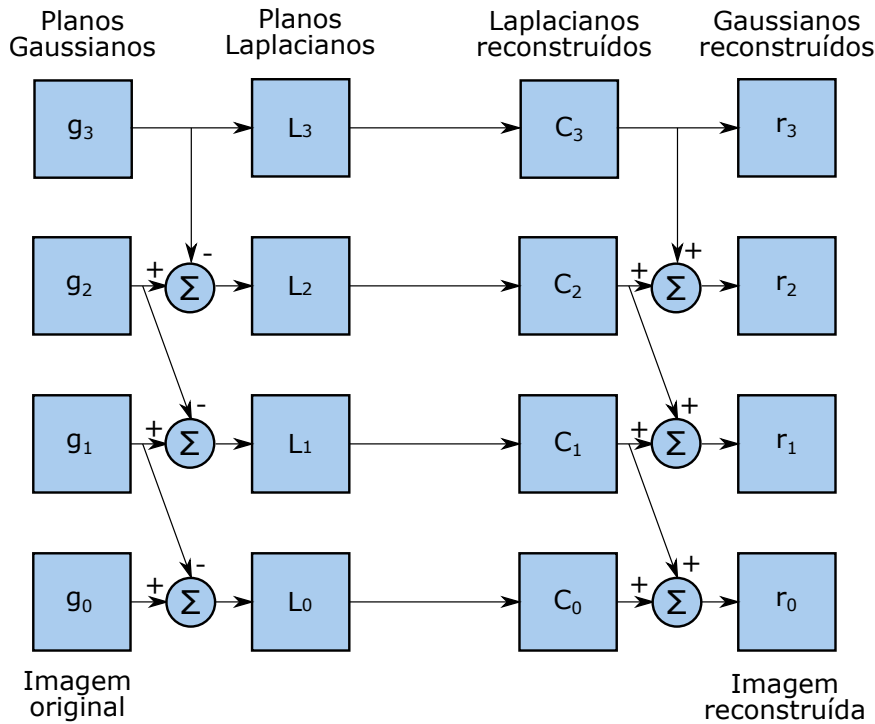 Planos
Gaussianos
Planos
Laplacianos
Laplacianos
reconstruídos
Gaussianos
reconstruídos
g3
L3
C3
r3
-
+
g2
+
Σ
L2
C2
+
Σ
r2
-
+
g1
+
Σ
L1
C1
+
Σ
r1
-
+
g0
+
Σ
L0
C0
+
Σ
r0
Imagem
original
Imagem
reconstruída